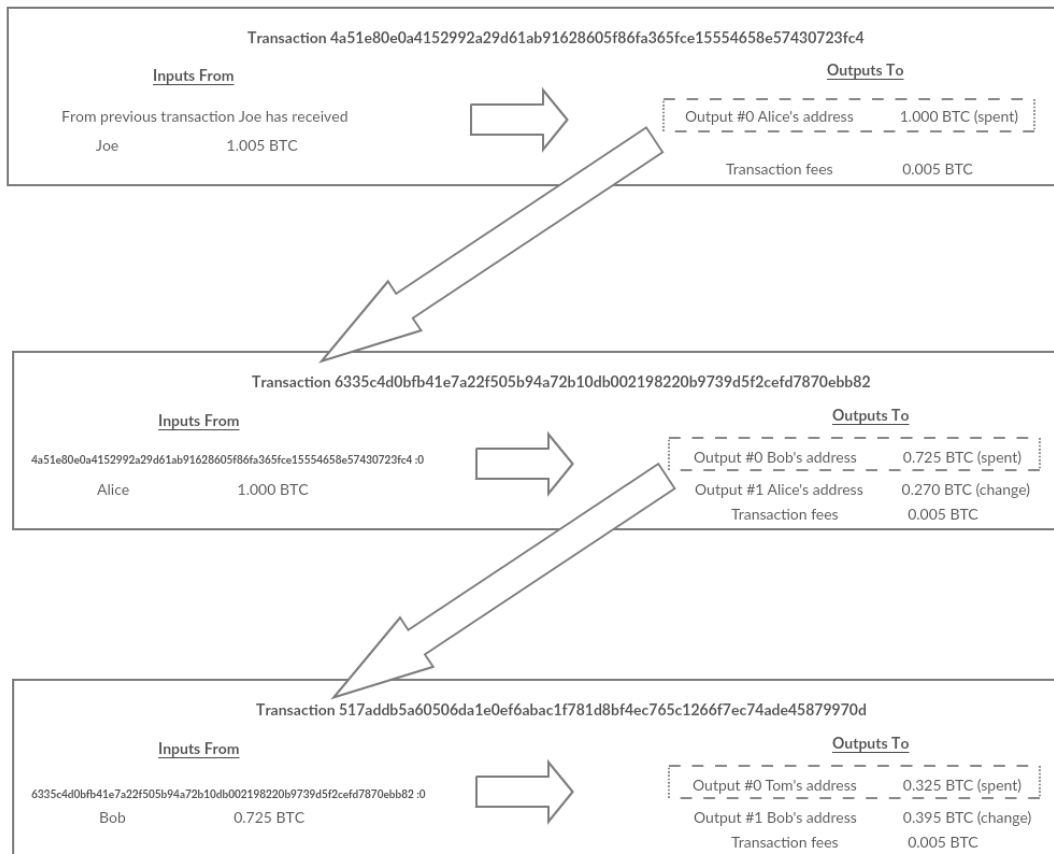 Transaction 4a51e80e0a4152992a29d61ab91628605f86fa365fce15554658e57430723fc4
Inputs From
Outputs To
From previous transaction Joe has received
Output #0 Alice's address 1.000 BTC (spent)
Joe 1.005 BTC
Transaction fees 0.005 BTC
Transaction 6335c4d0bfb41e7a22f505b94a72b10db002198220b9739d5f2cefd7870ebb82
Inputs From
Outputs To
4a51e80e0a4152992a29d61ab91628605f86fa365fce15554658e57430723fc4 :0
Output #0 Bob's address 0.725 BTC (spent)
Alice 1.000 BTC
Output #1 Alice's address 0.270 BTC (change)
Transaction fees 0.005 BTC
Transaction 517addb5a60506da1e0ef6abac1f781d8bf4ec765c1266f7ec74ade45879970d
Inputs From
Outputs To
6335c4d0bfb41e7a22f505b94a72b10db002198220b9739d5f2cefd7870ebb82 :0
Output #0 Tom's address 0.325 BTC (spent)
Bob 0.725 BTC
Output #1 Bob's address 0.395 BTC (change)
Transaction fees 0.005 BTC